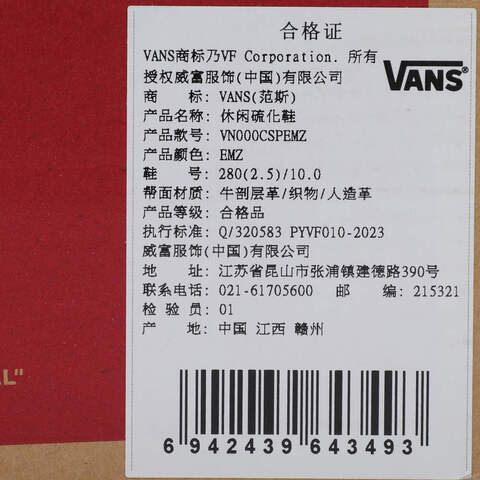 合格证
VANS商标乃VF Corporation. 所有
授权威富服饰(中国)有限公司
VANS®
商 标: VANS(范斯)
产品名称: 休闲硫化鞋
产品款号: VN000CSPEMZ
产品颜色: EMZ
鞋 号: 280(2.5)/10.0
帮面材质: 牛剖层革/织物/人造革
产品等级: 合格品
执行标准: Q/320583 PYVF010-2023
威富服饰(中国)有限公司
地 址: 江苏省昆山市张浦镇建德路390号
联系电话: 021-61705600 邮 编: 215321
检 验 员: 01
产 地: 中国 江西 赣州
6 942439 643493